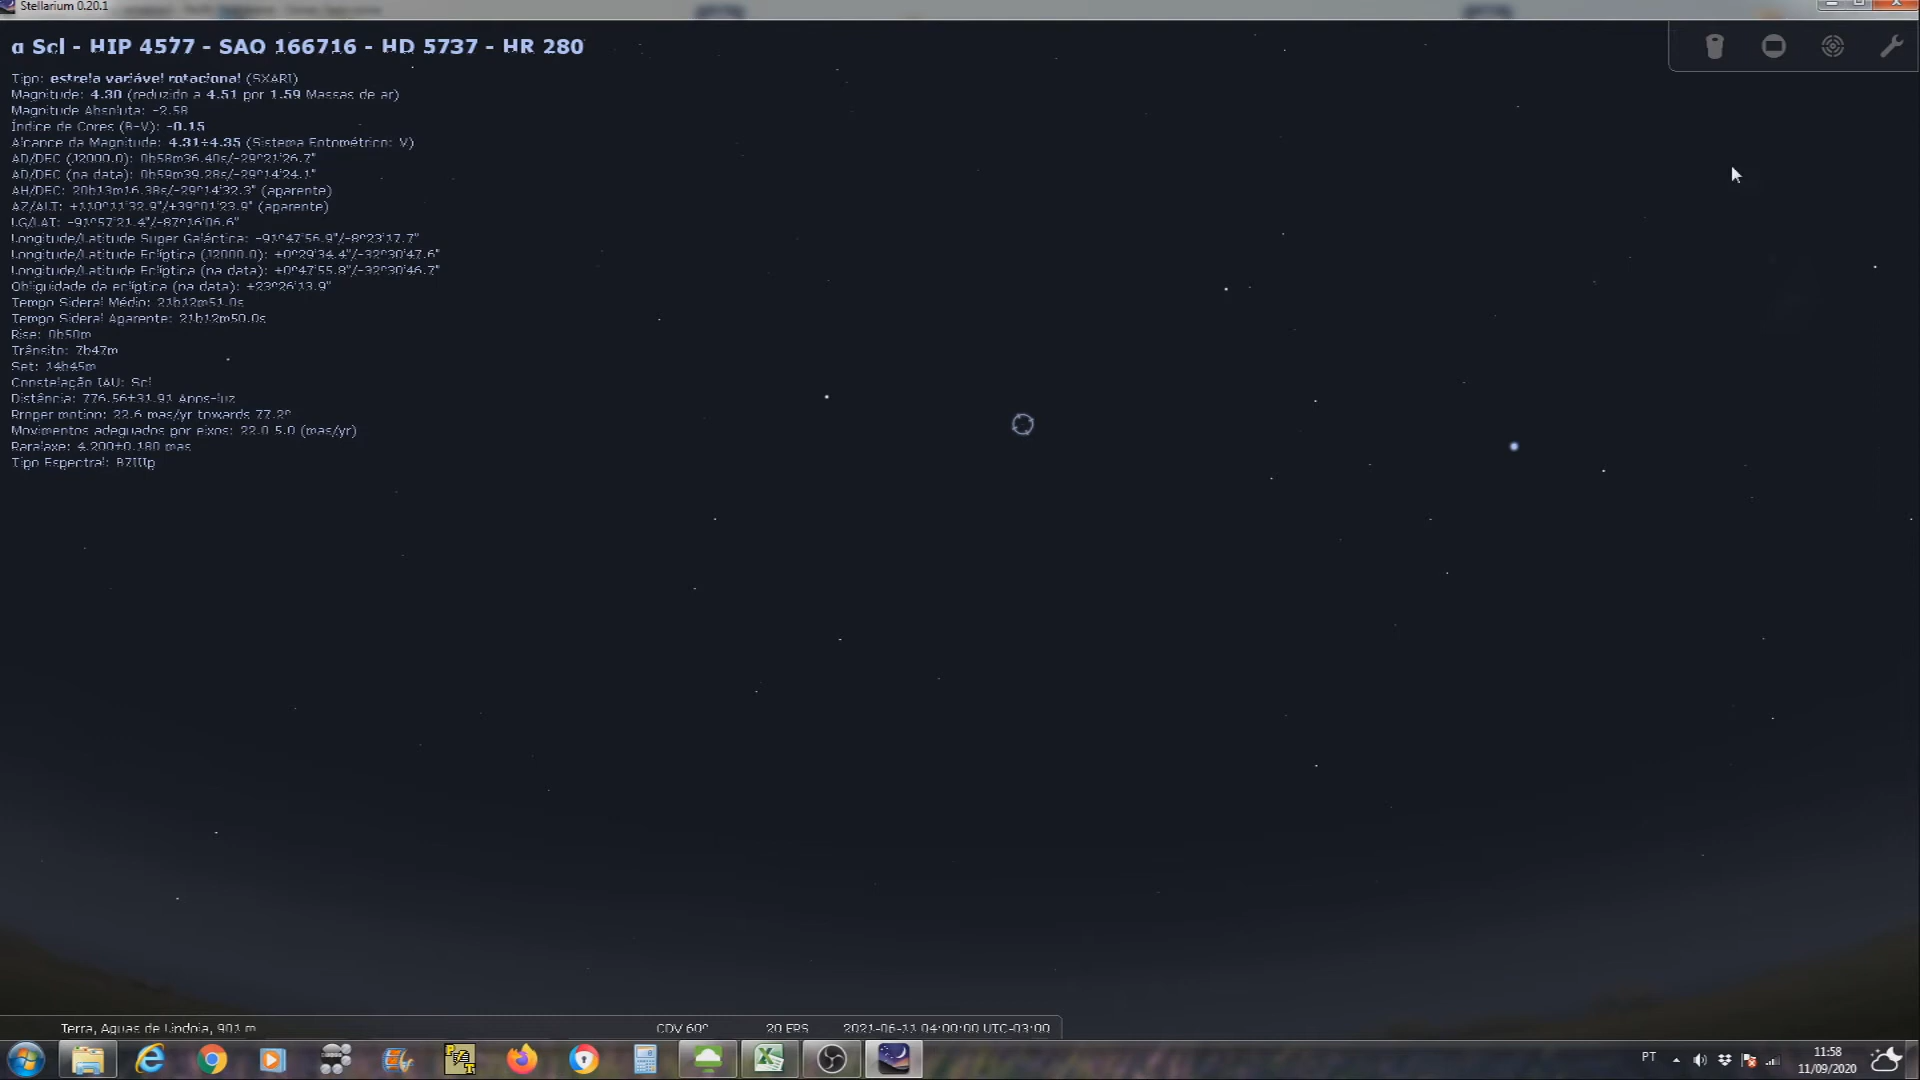 Stellarium 0.20.1
α Scl - HIP 4577 - SAO 166716 - HD 5737 - HR 280
Tipo: estrela variável rotacional (SXARI)
Magnitude: 4.30 (reduzido a 4.51 por 1.59 Massas de ar)
Magnitude Absoluta: -2.58
Índice de Cores (B-V): -0.15
Alcance da Magnitude: 4.31÷4.35 (Sistema Fotométrico: V)
AD/DEC (J2000.0): 0h58m36.40s/-29°21'26.7"
AD/DEC (na data): 0h59m39.28s/-29°14'24.1"
AH/DEC: 20h13m16.38s/-29°14'32.3" (aparente)
AZ/ALT: +110°11'32.9"/+39°01'23.9" (aparente)
LG/LAT: -91°57'21.4"/-87°16'06.6"
Longitude/Latitude Super Galáctica: -91°47'56.9"/-8°23'17.7"
Longitude/Latitude Eclíptica (J2000.0): +0°29'34.4"/-32°30'47.6"
Longitude/Latitude Eclíptica (na data): +0°47'55.8"/-32°30'46.7"
Obliquidade da eclíptica (na data): +23°26'13.9"
Tempo Sideral Médio: 21h12m51.0s
Tempo Sideral Aparente: 21h12m50.0s
Rise: 0h50m
Trânsito: 7h47m
Set: 14h45m
Constelação IAU: Scl
Distância: 776.56±31.91 Anos-luz
Proper motion: 22.6 mas/yr towards 77.2°
Movimentos adequados por eixos: 22.0 5.0 (mas/yr)
Paralaxe: 4.200±0.180 mas
Tipo Espectral: B7IIIp
Terra, Águas de Lindoia, 901 m
CDV 60°
20 FPS
2021-06-11 04:00:00 UTC-03:00
PT
11:58
11/09/2020